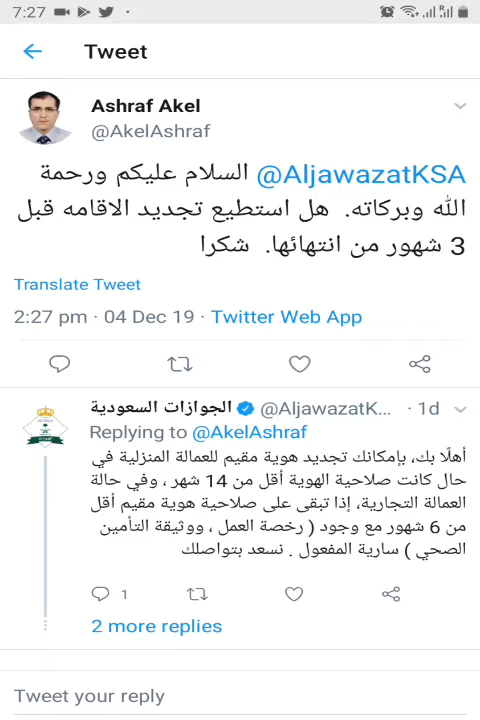 7:27
Tweet
Ashraf Akel
@AkelAshraf
@AljawazatKSA السلام عليكم ورحمة
الله وبركاته. هل استطيع تجديد الاقامه قبل
3 شهور من انتهائها. شكرا
Translate Tweet
2:27 pm · 04 Dec 19 · Twitter Web App
الجوازات السعودية @AljawazatK... · 1d
Replying to @AkelAshraf
أهلًا بك، بإمكانك تجديد هوية مقيم للعمالة المنزلية في
حال كانت صلاحية الهوية أقل من 14 شهر ، وفي حالة
العمالة التجارية، إذا تبقى على صلاحية هوية مقيم أقل
من 6 شهور مع وجود ( رخصة العمل ، ووثيقة التأمين
الصحي ) سارية المفعول . نسعد بتواصلك
1
2 more replies
Tweet your reply